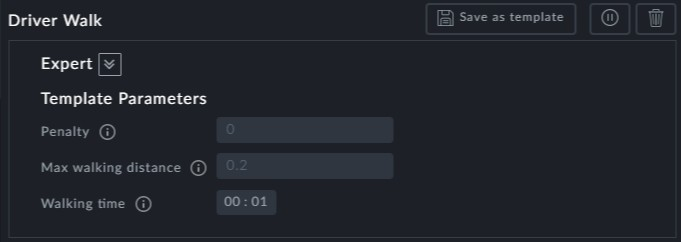 Driver Walk
Save as template
Expert
Template Parameters
Penalty
0
Max walking distance
0.2
Walking time
00 : 01